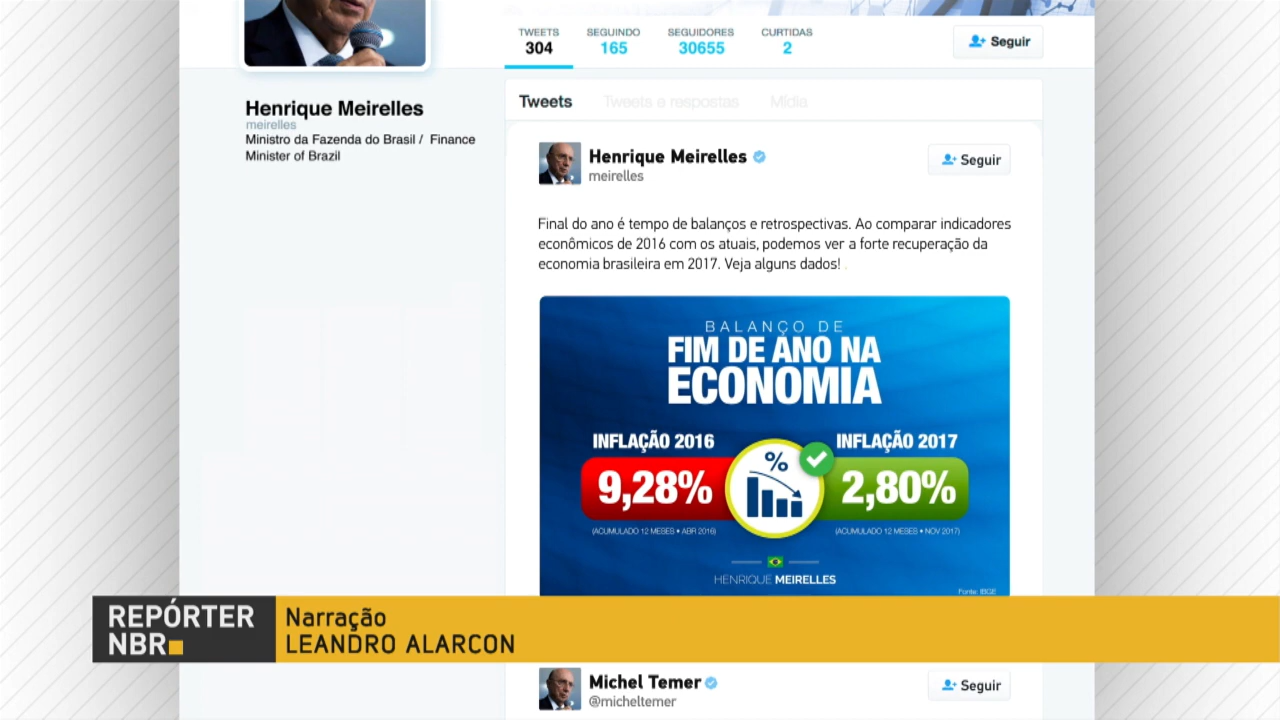 TWEETS SEGUINDO SEGUIDORES CURTIDAS
304 165 30655 2
Seguir
Henrique Meirelles
meirelles
Ministro da Fazenda do Brasil / Finance
Minister of Brazil
Tweets Tweets e respostas Mídia
Henrique Meirelles
meirelles
Seguir
Final do ano é tempo de balanços e retrospectivas. Ao comparar indicadores
econômicos de 2016 com os atuais, podemos ver a forte recuperação da
economia brasileira em 2017. Veja alguns dados!
BALANÇO DE
FIM DE ANO NA
ECONOMIA
INFLAÇÃO 2016 INFLAÇÃO 2017
9,28% % 2,80%
(ACUMULADO 12 MESES • ABR 2016) (ACUMULADO 12 MESES • NOV 2017)
HENRIQUE MEIRELLES
Fonte: IBGE
REPÓRTER
NBR
Narração
LEANDRO ALARCON
Michel Temer
@micheltemer
Seguir